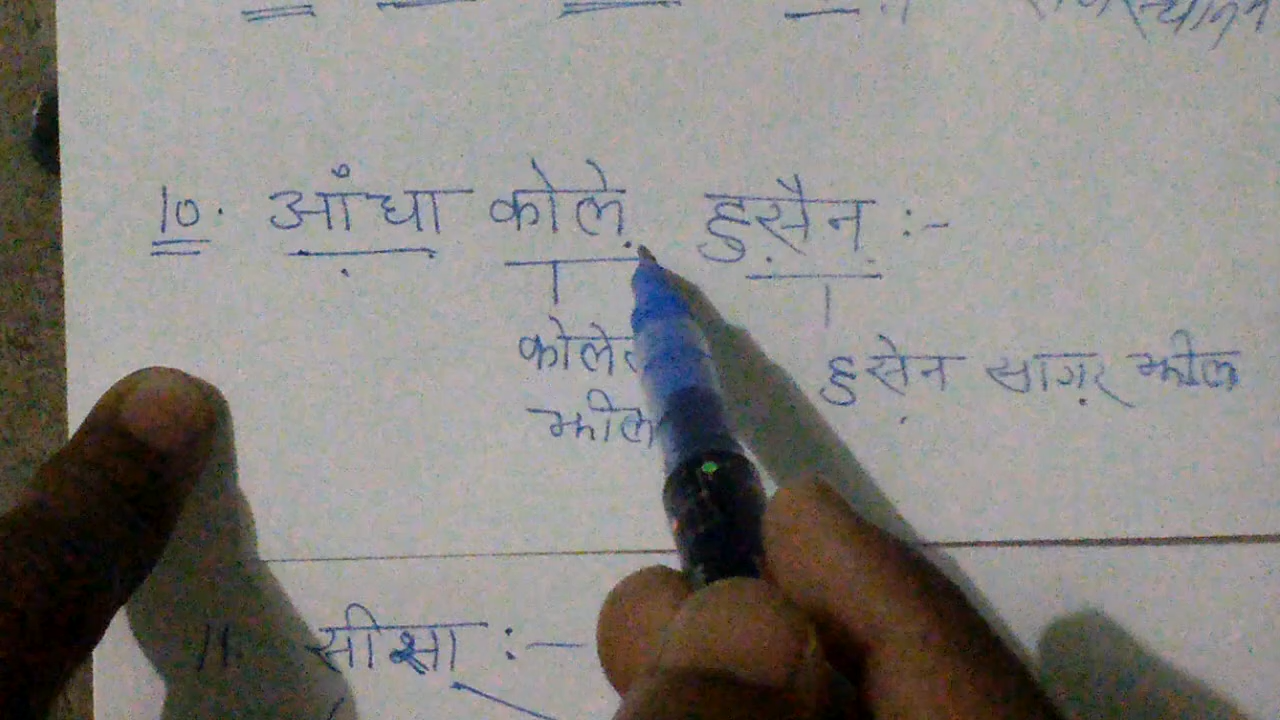 10. आंधा कोले हुसैन :-
हुसेन सागर झील
झील
11. सीसा :-